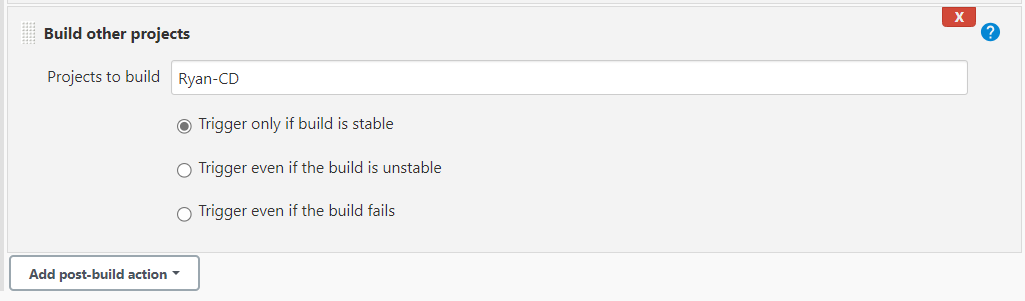 X
Build other projects
?
Projects to build
Ryan-CD
Trigger only if build is stable
Trigger even if the build is unstable
Trigger even if the build fails
Add post-build action